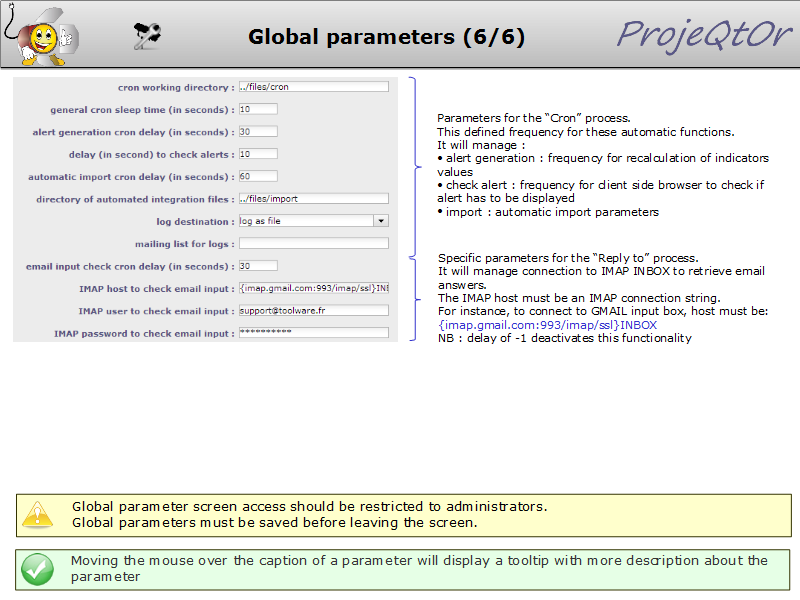 Global parameters (6/6)
ProjeQtOr
cron working directory : ../files/cron
general cron sleep time (in seconds) : 10
alert generation cron delay (in seconds) : 30
delay (in second) to check alerts : 10
automatic import cron delay (in seconds) : 60
directory of automated integration files : ../files/import
log destination : log as file
mailing list for logs :
email input check cron delay (in seconds) : 30
IMAP host to check email input : {imap.gmail.com:993/imap/ssl}INI
IMAP user to check email input : support@toolware.fr
IMAP password to check email input : **********
Parameters for the “Cron” process.
This defined frequency for these automatic functions.
It will manage :
• alert generation : frequency for recalculation of indicators
values
• check alert : frequency for client side browser to check if
alert has to be displayed
• import : automatic import parameters
Specific parameters for the “Reply to” process.
It will manage connection to IMAP INBOX to retrieve email
answers.
The IMAP host must be an IMAP connection string.
For instance, to connect to GMAIL input box, host must be:
{imap.gmail.com:993/imap/ssl}INBOX
NB : delay of -1 deactivates this functionality
Global parameter screen access should be restricted to administrators.
Global parameters must be saved before leaving the screen.
Moving the mouse over the caption of a parameter will display a tooltip with more description about the
parameter